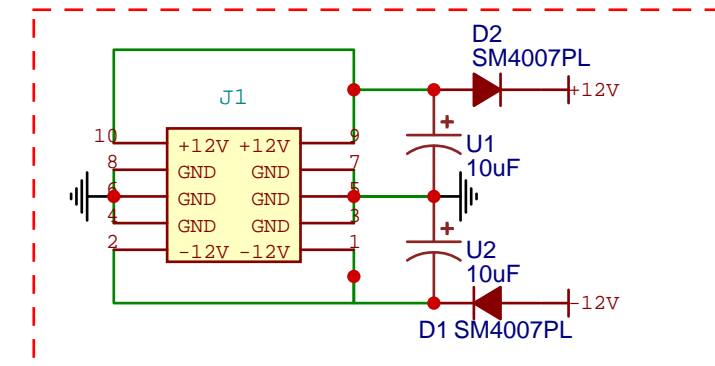 D2
SM4007PL
+12V
J1
10
+12V +12V
9
8
GND GND
7
6
GND GND
5
4
GND GND
3
2
-12V -12V
1
+
U1
10uF
+
U2
10uF
-12V
D1 SM4007PL